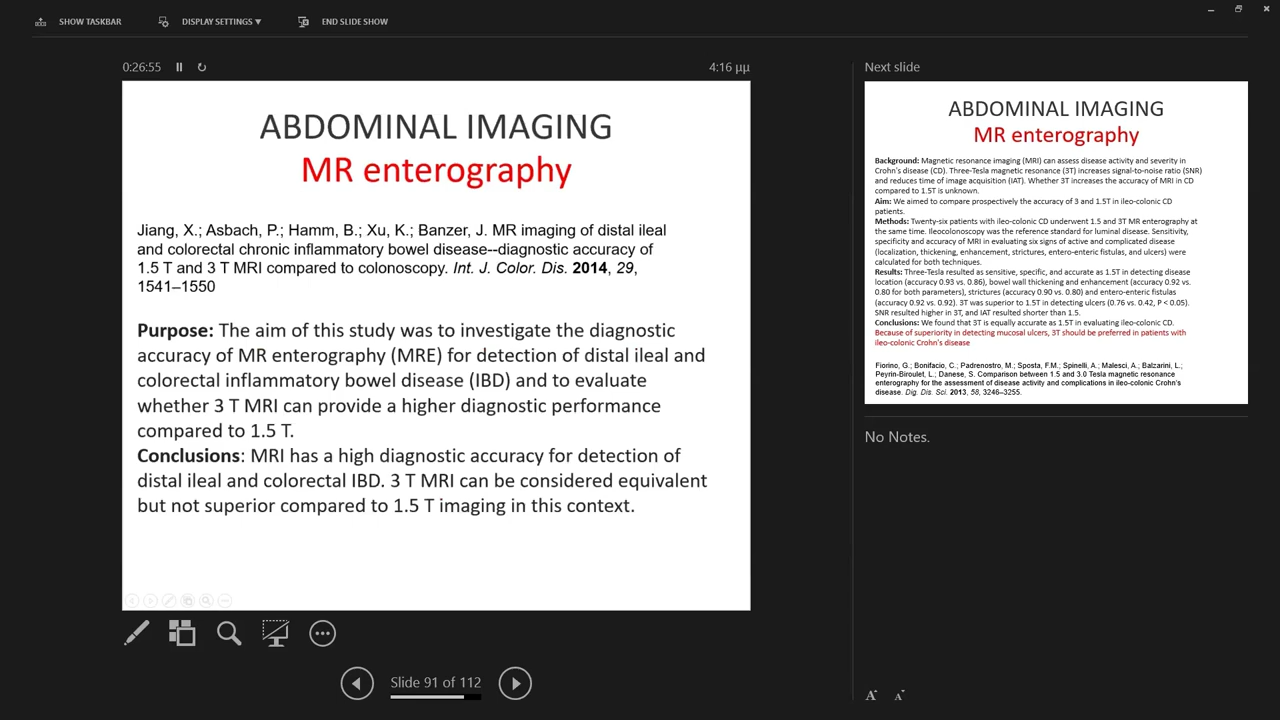 SHOW TASKBAR
DISPLAY SETTINGS ▼
END SLIDE SHOW
0:26:55
4:16 μμ
ABDOMINAL IMAGING
MR enterography
Jiang, X.; Asbach, P.; Hamm, B.; Xu, K.; Banzer, J. MR imaging of distal ileal
and colorectal chronic inflammatory bowel disease--diagnostic accuracy of
1.5 T and 3 T MRI compared to colonoscopy. Int. J. Color. Dis. 2014, 29,
1541–1550
Purpose: The aim of this study was to investigate the diagnostic
accuracy of MR enterography (MRE) for detection of distal ileal and
colorectal inflammatory bowel disease (IBD) and to evaluate
whether 3 T MRI can provide a higher diagnostic performance
compared to 1.5 T.
Conclusions: MRI has a high diagnostic accuracy for detection of
distal ileal and colorectal IBD. 3 T MRI can be considered equivalent
but not superior compared to 1.5 T imaging in this context.
Slide 91 of 112
Next slide
ABDOMINAL IMAGING
MR enterography
Background: Magnetic resonance imaging (MRI) can assess disease activity and severity in
Crohn's disease (CD). Three-Tesla magnetic resonance (3T) increases signal-to-noise ratio (SNR)
and reduces time of image acquisition (IAT). Whether 3T increases the accuracy of MRI in CD
compared to 1.5T is unknown.
Aim: We aimed to compare prospectively the accuracy of 3 and 1.5T in ileo-colonic CD
patients.
Methods: Twenty-six patients with ileo-colonic CD underwent 1.5 and 3T MR enterography at
the same time. Ileocolonoscopy was the reference standard for luminal disease. Sensitivity,
specificity and accuracy of MRI in evaluating six signs of active and complicated disease
(localization, thickening, enhancement, strictures, entero-enteric fistulas, and ulcers) were
calculated for both techniques.
Results: Three-Tesla resulted as sensitive, specific, and accurate as 1.5T in detecting disease
location (accuracy 0.93 vs. 0.86), bowel wall thickening and enhancement (accuracy 0.92 vs.
0.80 for both parameters), strictures (accuracy 0.90 vs. 0.80) and entero-enteric fistulas
(accuracy 0.92 vs. 0.92). 3T was superior to 1.5T in detecting ulcers (0.76 vs. 0.42, P < 0.05).
SNR resulted higher in 3T, and IAT resulted shorter than 1.5.
Conclusions: We found that 3T is equally accurate as 1.5T in evaluating ileo-colonic CD.
Because of superiority in detecting mucosal ulcers, 3T should be preferred in patients with
ileo-colonic Crohn's disease
Fiorino, G.; Bonifacio, C.; Padrenostro, M.; Sposta, F.M.; Spinelli, A.; Malesci, A.; Balzarini, L.;
Peyrin-Biroulet, L.; Danese, S. Comparison between 1.5 and 3.0 Tesla magnetic resonance
enterography for the assessment of disease activity and complications in ileo-colonic Crohn's
disease. Dig. Dis. Sci. 2013, 58, 3246–3255.
No Notes.
A A